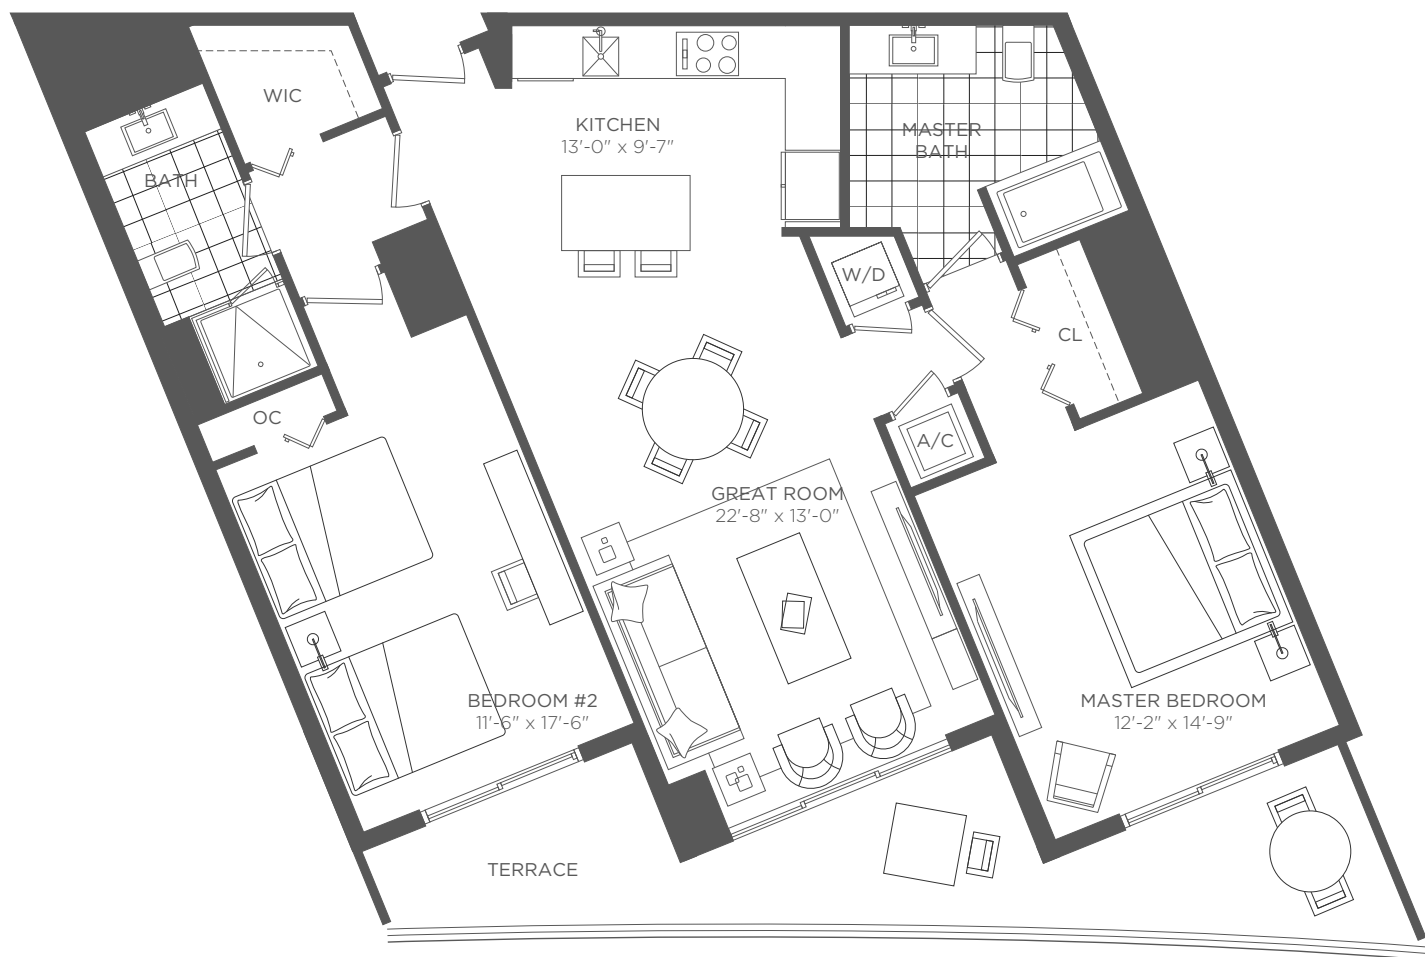 WIC
KITCHEN
13'-0" x 9'-7"
MASTER
BATH
BATH
W/D
CL
OC
A/C
GREAT ROOM
22'-8" x 13'-0"
BEDROOM #2
11'-6" x 17'-6"
MASTER BEDROOM
12'-2" x 14'-9"
TERRACE